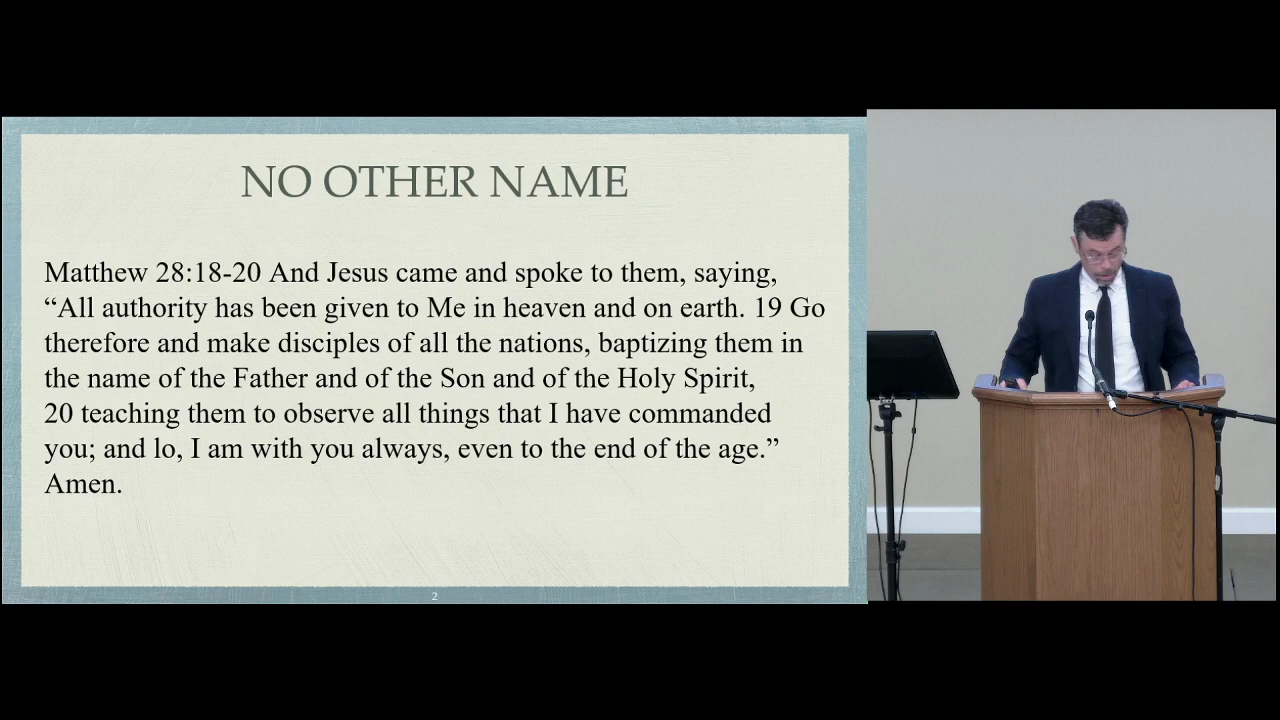 NO OTHER NAME
Matthew 28:18-20 And Jesus came and spoke to them, saying,
“All authority has been given to Me in heaven and on earth. 19 Go
therefore and make disciples of all the nations, baptizing them in
the name of the Father and of the Son and of the Holy Spirit,
20 teaching them to observe all things that I have commanded
you; and lo, I am with you always, even to the end of the age.”
Amen.
2